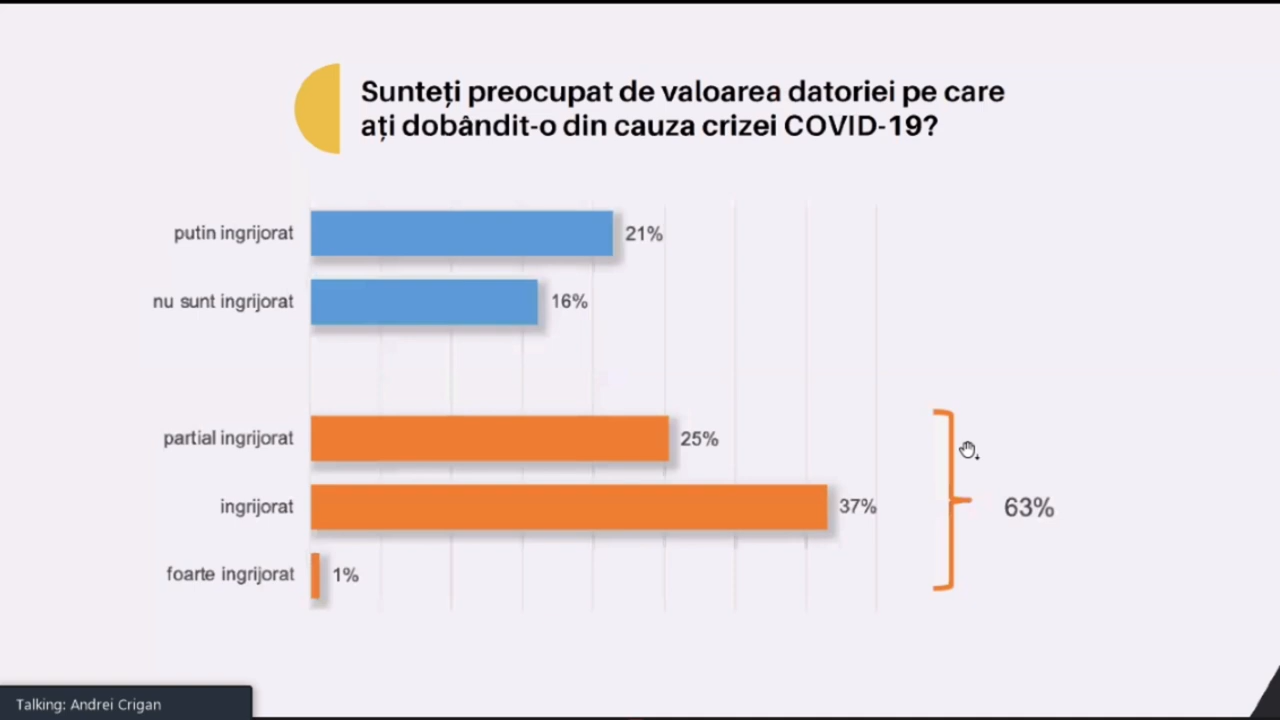 Sunteți preocupat de valoarea datoriei pe care
ați dobândit-o din cauza crizei COVID-19?
putin ingrijorat 21%
nu sunt ingrijorat 16%
partial ingrijorat 25%
ingrijorat 37%
63%
foarte ingrijorat 1%
Talking: Andrei Crigan